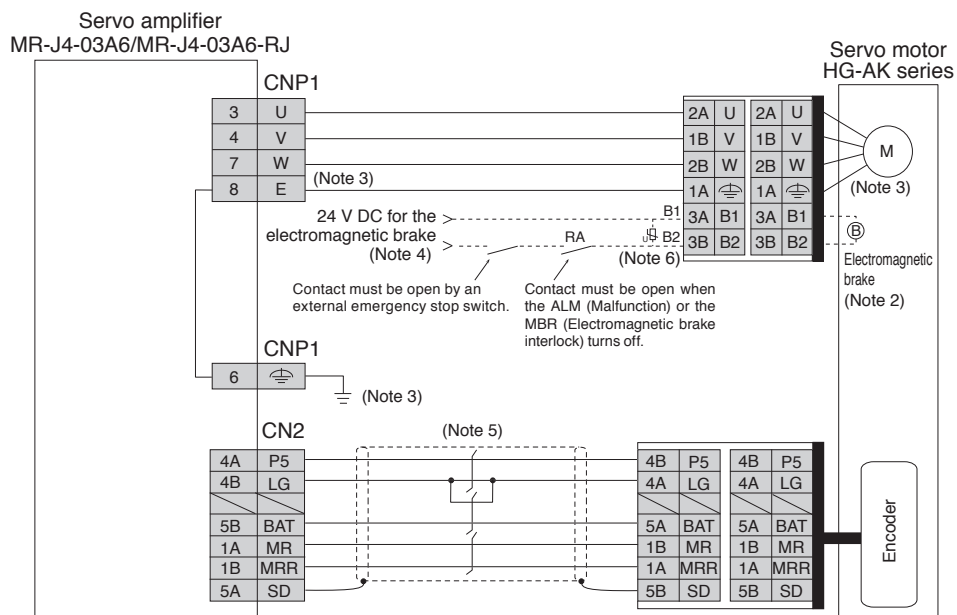 Servo amplifier
MR-J4-03A6/MR-J4-03A6-RJ
Servo motor
HG-AK series
CNP1
3 U
4 V
7 W
8 E
(Note 3)
2A U 2A U
1B V 1B V
2B W 2B W
1A 1A
3A B1 3A B1
3B B2 3B B2
M
(Note 3)
24 V DC for the
electromagnetic brake
(Note 4)
B1
U
B2
RA
(Note 6)
B
Electromagnetic
brake
(Note 2)
Contact must be open by an
external emergency stop switch.
Contact must be open when
the ALM (Malfunction) or the
MBR (Electromagnetic brake
interlock) turns off.
CNP1
6
(Note 3)
CN2
(Note 5)
4A P5 4B P5 4B P5
4B LG 4A LG 4A LG
5B BAT 5A BAT 5A BAT
1A MR 1B MR 1B MR
1B MRR 1A MRR 1A MRR
5A SD 5B SD 5B SD
Encoder